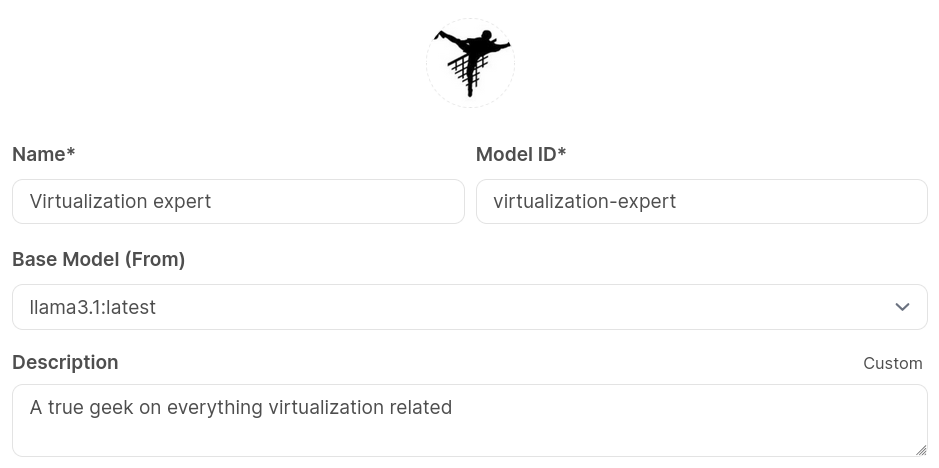 Name*
Model ID*
Virtualization expert
virtualization-expert
Base Model (From)
llama3.1:latest
Description
Custom
A true geek on everything virtualization related